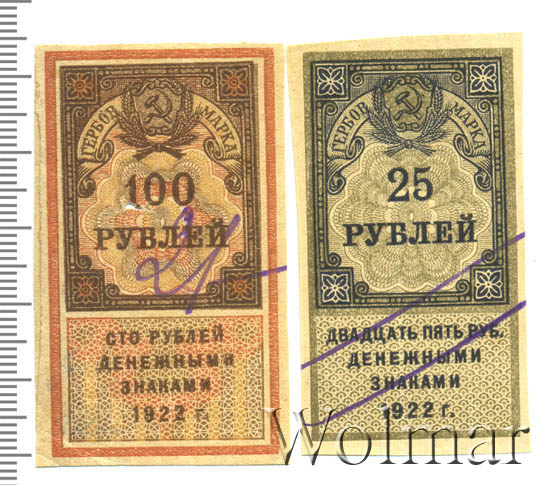 ГЕРБОВ. МАРКА
100
РУБЛЕЙ
СТО РУБЛЕЙ
ДЕНЕЖНЫМИ
ЗНАКАМИ
1922 г.
ГЕРБОВ. МАРКА
25
РУБЛЕЙ
ДВАДЦАТЬ ПЯТЬ РУБ.
ДЕНЕЖНЫМИ
ЗНАКАМИ
1922 г.
Wolmar